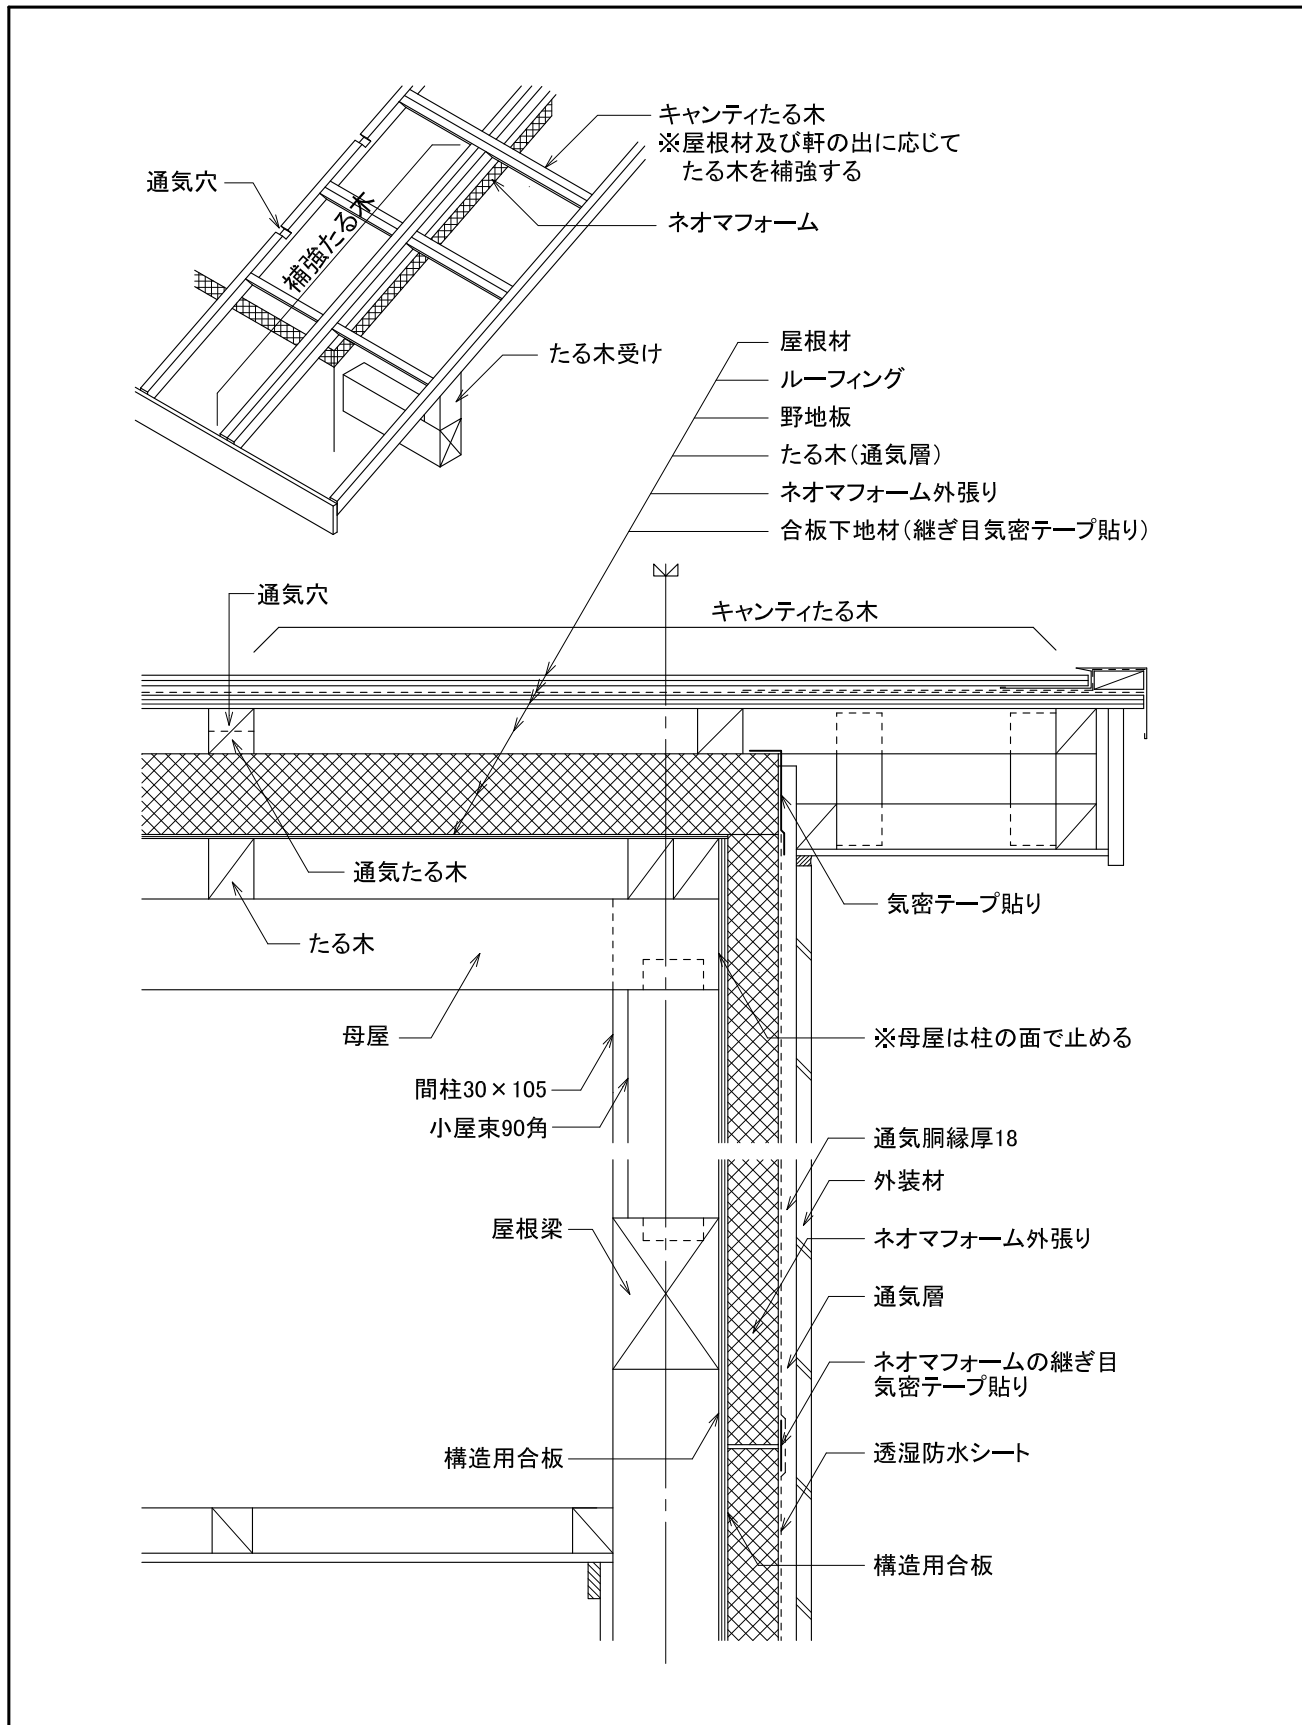 キャンティたる木
※屋根材及び軒の出に応じて
たる木を補強する
通気穴
補強たる木
ネオマフォーム
たる木受け
屋根材
ルーフィング
野地板
たる木(通気層)
ネオマフォーム外張り
合板下地材(継ぎ目気密テープ貼り)
通気穴
キャンティたる木
通気たる木
気密テープ貼り
たる木
母屋
※母屋は柱の面で止める
間柱30×105
小屋束90角
通気胴縁厚18
外装材
屋根梁
ネオマフォーム外張り
通気層
ネオマフォームの継ぎ目
気密テープ貼り
構造用合板
透湿防水シート
構造用合板